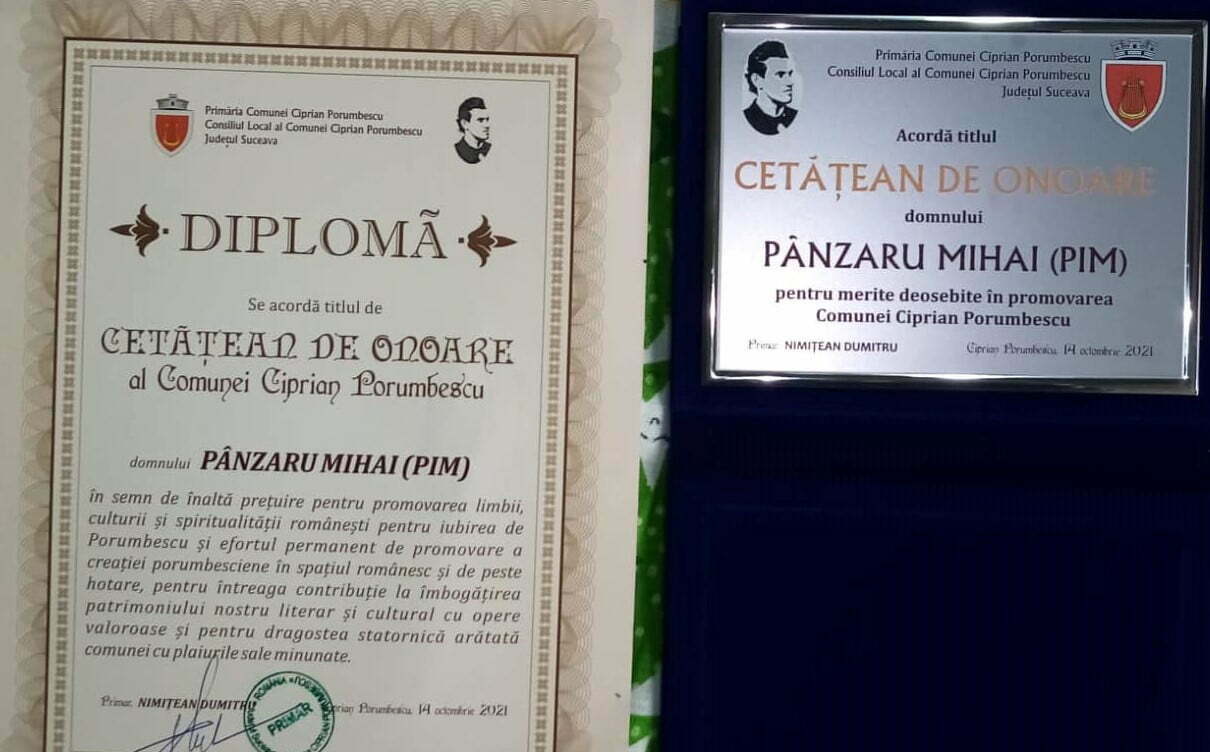 Primăria Comunei Ciprian Porumbescu
Consiliul Local al Comunei Ciprian Porumbescu
Județul Suceava
DIPLOMÃ
Se acordă titlul de
CETÃȚEAN DE ONOARE
al Comunei Ciprian Porumbescu
domnului PÂNZARU MIHAI (PIM)
în semn de înaltă prețuire pentru promovarea limbii,
culturii și spiritualității românești pentru iubirea de
Porumbescu și efortul permanent de promovare a
creației porumbesciene în spațiul românesc și de peste
hotare, pentru întreaga contribuție la îmbogățirea
patrimoniului nostru literar și cultural cu opere
valoroase și pentru dragostea statornică arătată
comunei cu plaiurile sale minunate.
Primar, NIMIȚEAN DUMITRU
Porumbescu, 14 octombrie 2021
ROMÂNIA
PRIMAR
Primăria Comunei Ciprian Porumbescu
Consiliul Local al Comunei Ciprian Porumbescu
Județul Suceava
Acordă titlul
CETĂȚEAN DE ONOARE
domnului
PÂNZARU MIHAI (PIM)
pentru merite deosebite în promovarea
Comunei Ciprian Porumbescu
Primar, NIMIȚEAN DUMITRU
Ciprian Porumbescu, 14 octombrie 2021